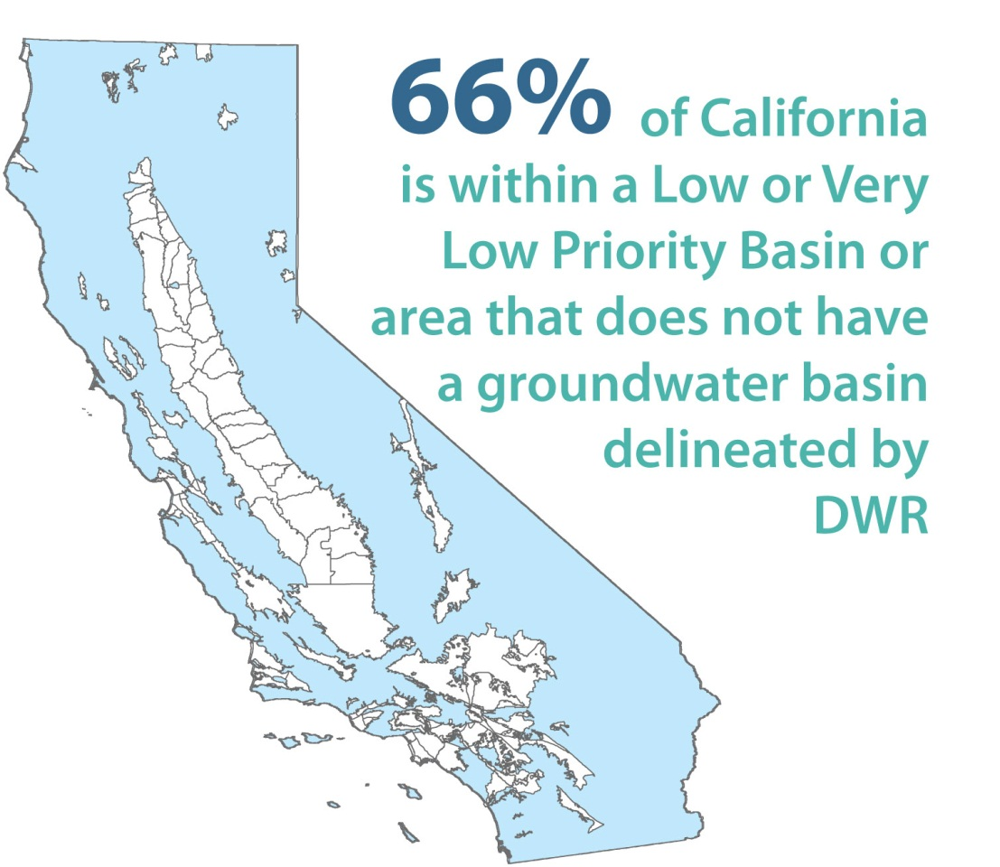 66% of California
is within a Low or Very
Low Priority Basin or
area that does not have
a groundwater basin
delineated by
DWR